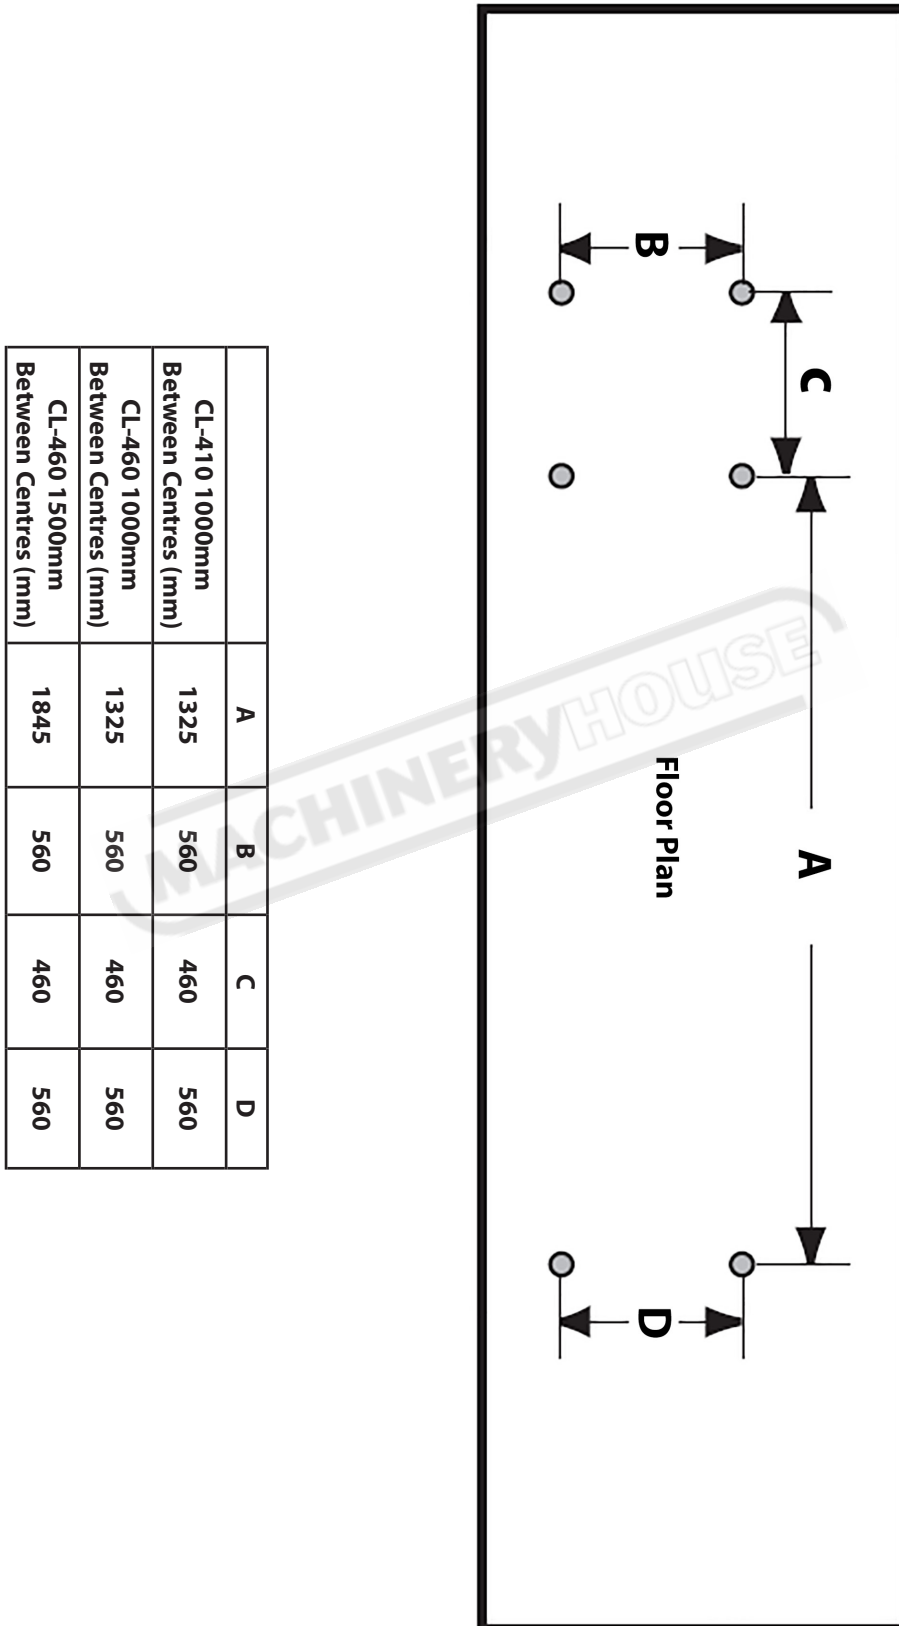 B
C
A
Floor Plan
D
MACHINERYHOUSE
A B C D
CL-410 1000mm
Between Centres (mm) 1325 560 460 560
CL-460 1000mm
Between Centres (mm) 1325 560 460 560
CL-460 1500mm
Between Centres (mm) 1845 560 460 560